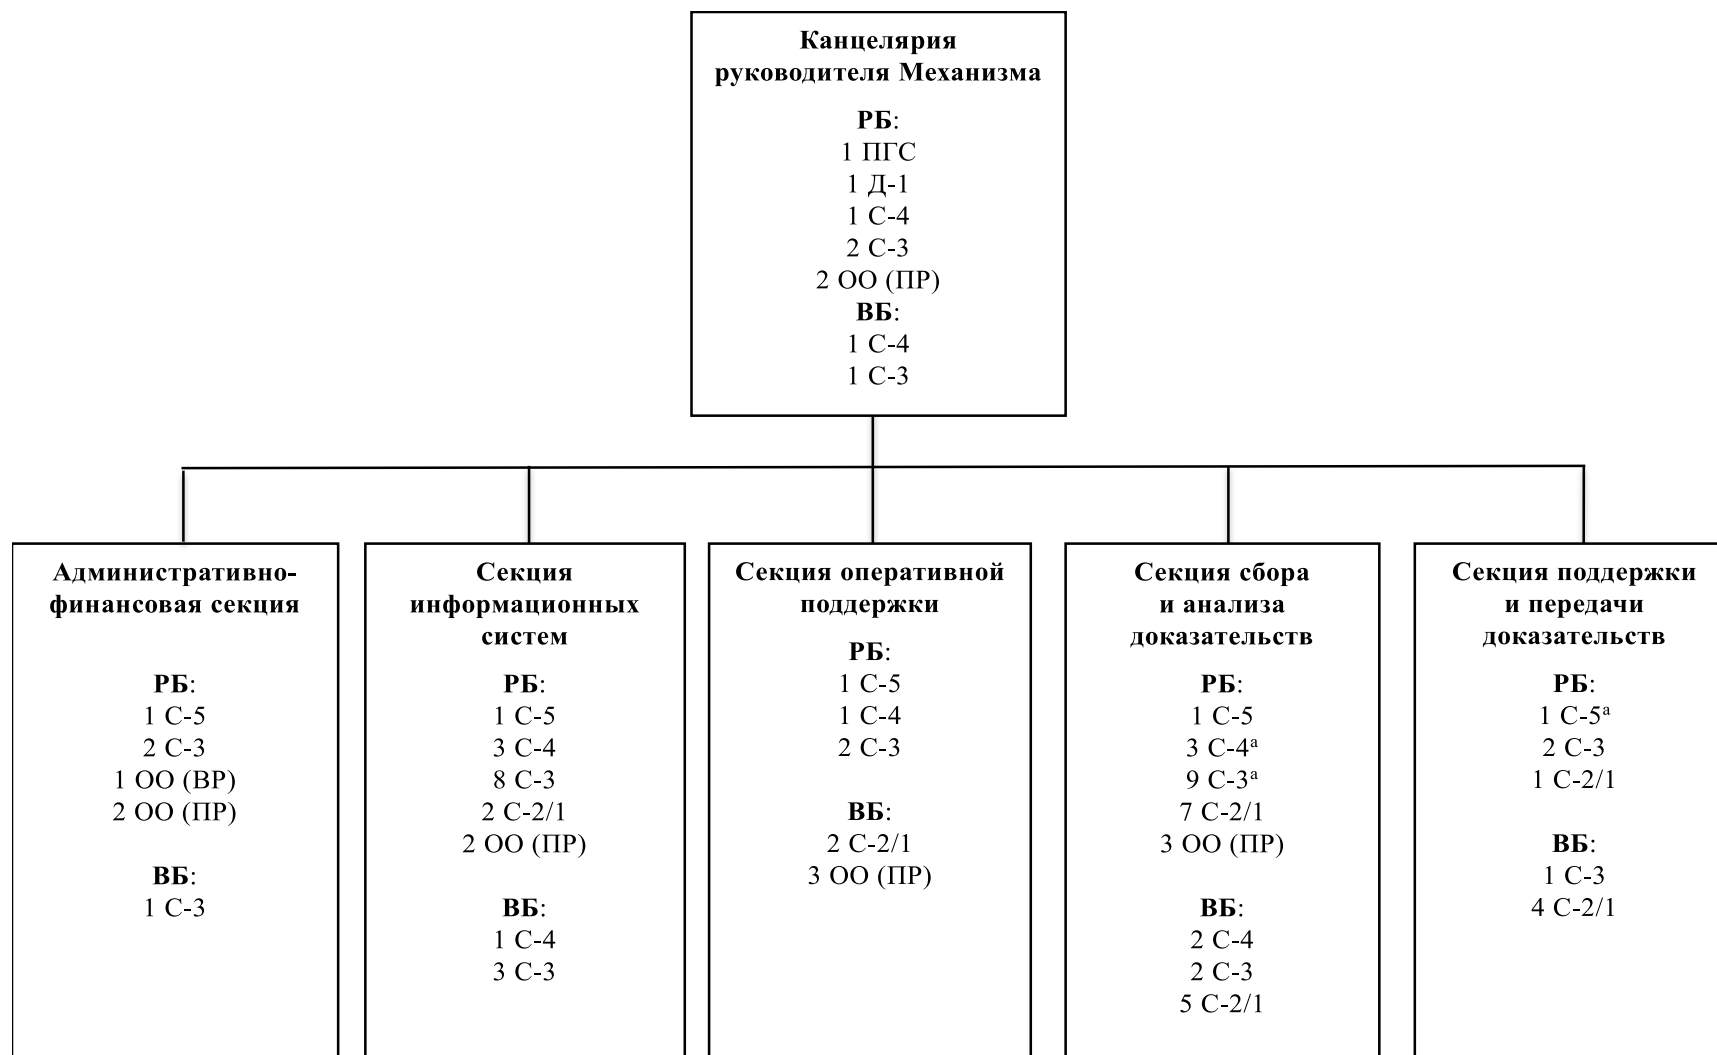 Канцелярия
руководителя Механизма
РБ:
1 ПГС
1 Д-1
1 С-4
2 С-3
2 ОО (ПР)
ВБ:
1 С-4
1 С-3
Административно-
финансовая секция
РБ:
1 С-5
2 С-3
1 ОО (ВР)
2 ОО (ПР)
ВБ:
1 С-3
Секция
информационных
систем
РБ:
1 С-5
3 С-4
8 С-3
2 С-2/1
2 ОО (ПР)
ВБ:
1 С-4
3 С-3
Секция оперативной
поддержки
РБ:
1 С-5
1 С-4
2 С-3
ВБ:
2 С-2/1
3 ОО (ПР)
Секция сбора
и анализа
доказательств
РБ:
1 С-5
3 С-4ᵃ
9 С-3ᵃ
7 С-2/1
3 ОО (ПР)
ВБ:
2 С-4
2 С-3
5 С-2/1
Секция поддержки
и передачи
доказательств
РБ:
1 С-5ᵃ
2 С-3
1 С-2/1
ВБ:
1 С-3
4 С-2/1